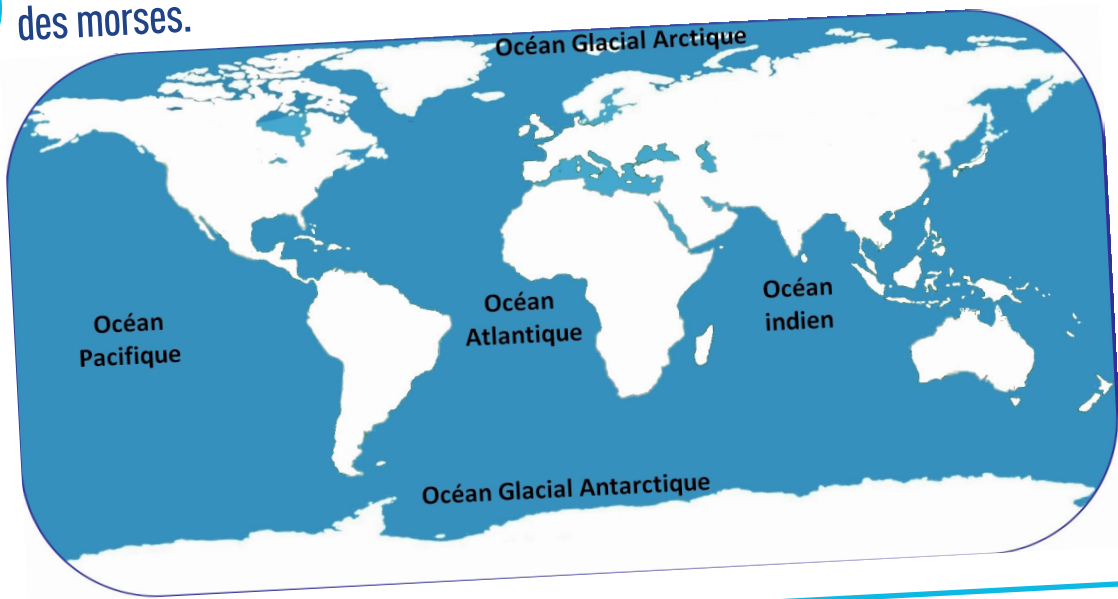 des morses.
Océan Glacial Arctique
Océan
Pacifique
Océan
Atlantique
Océan
indien
Océan Glacial Antarctique